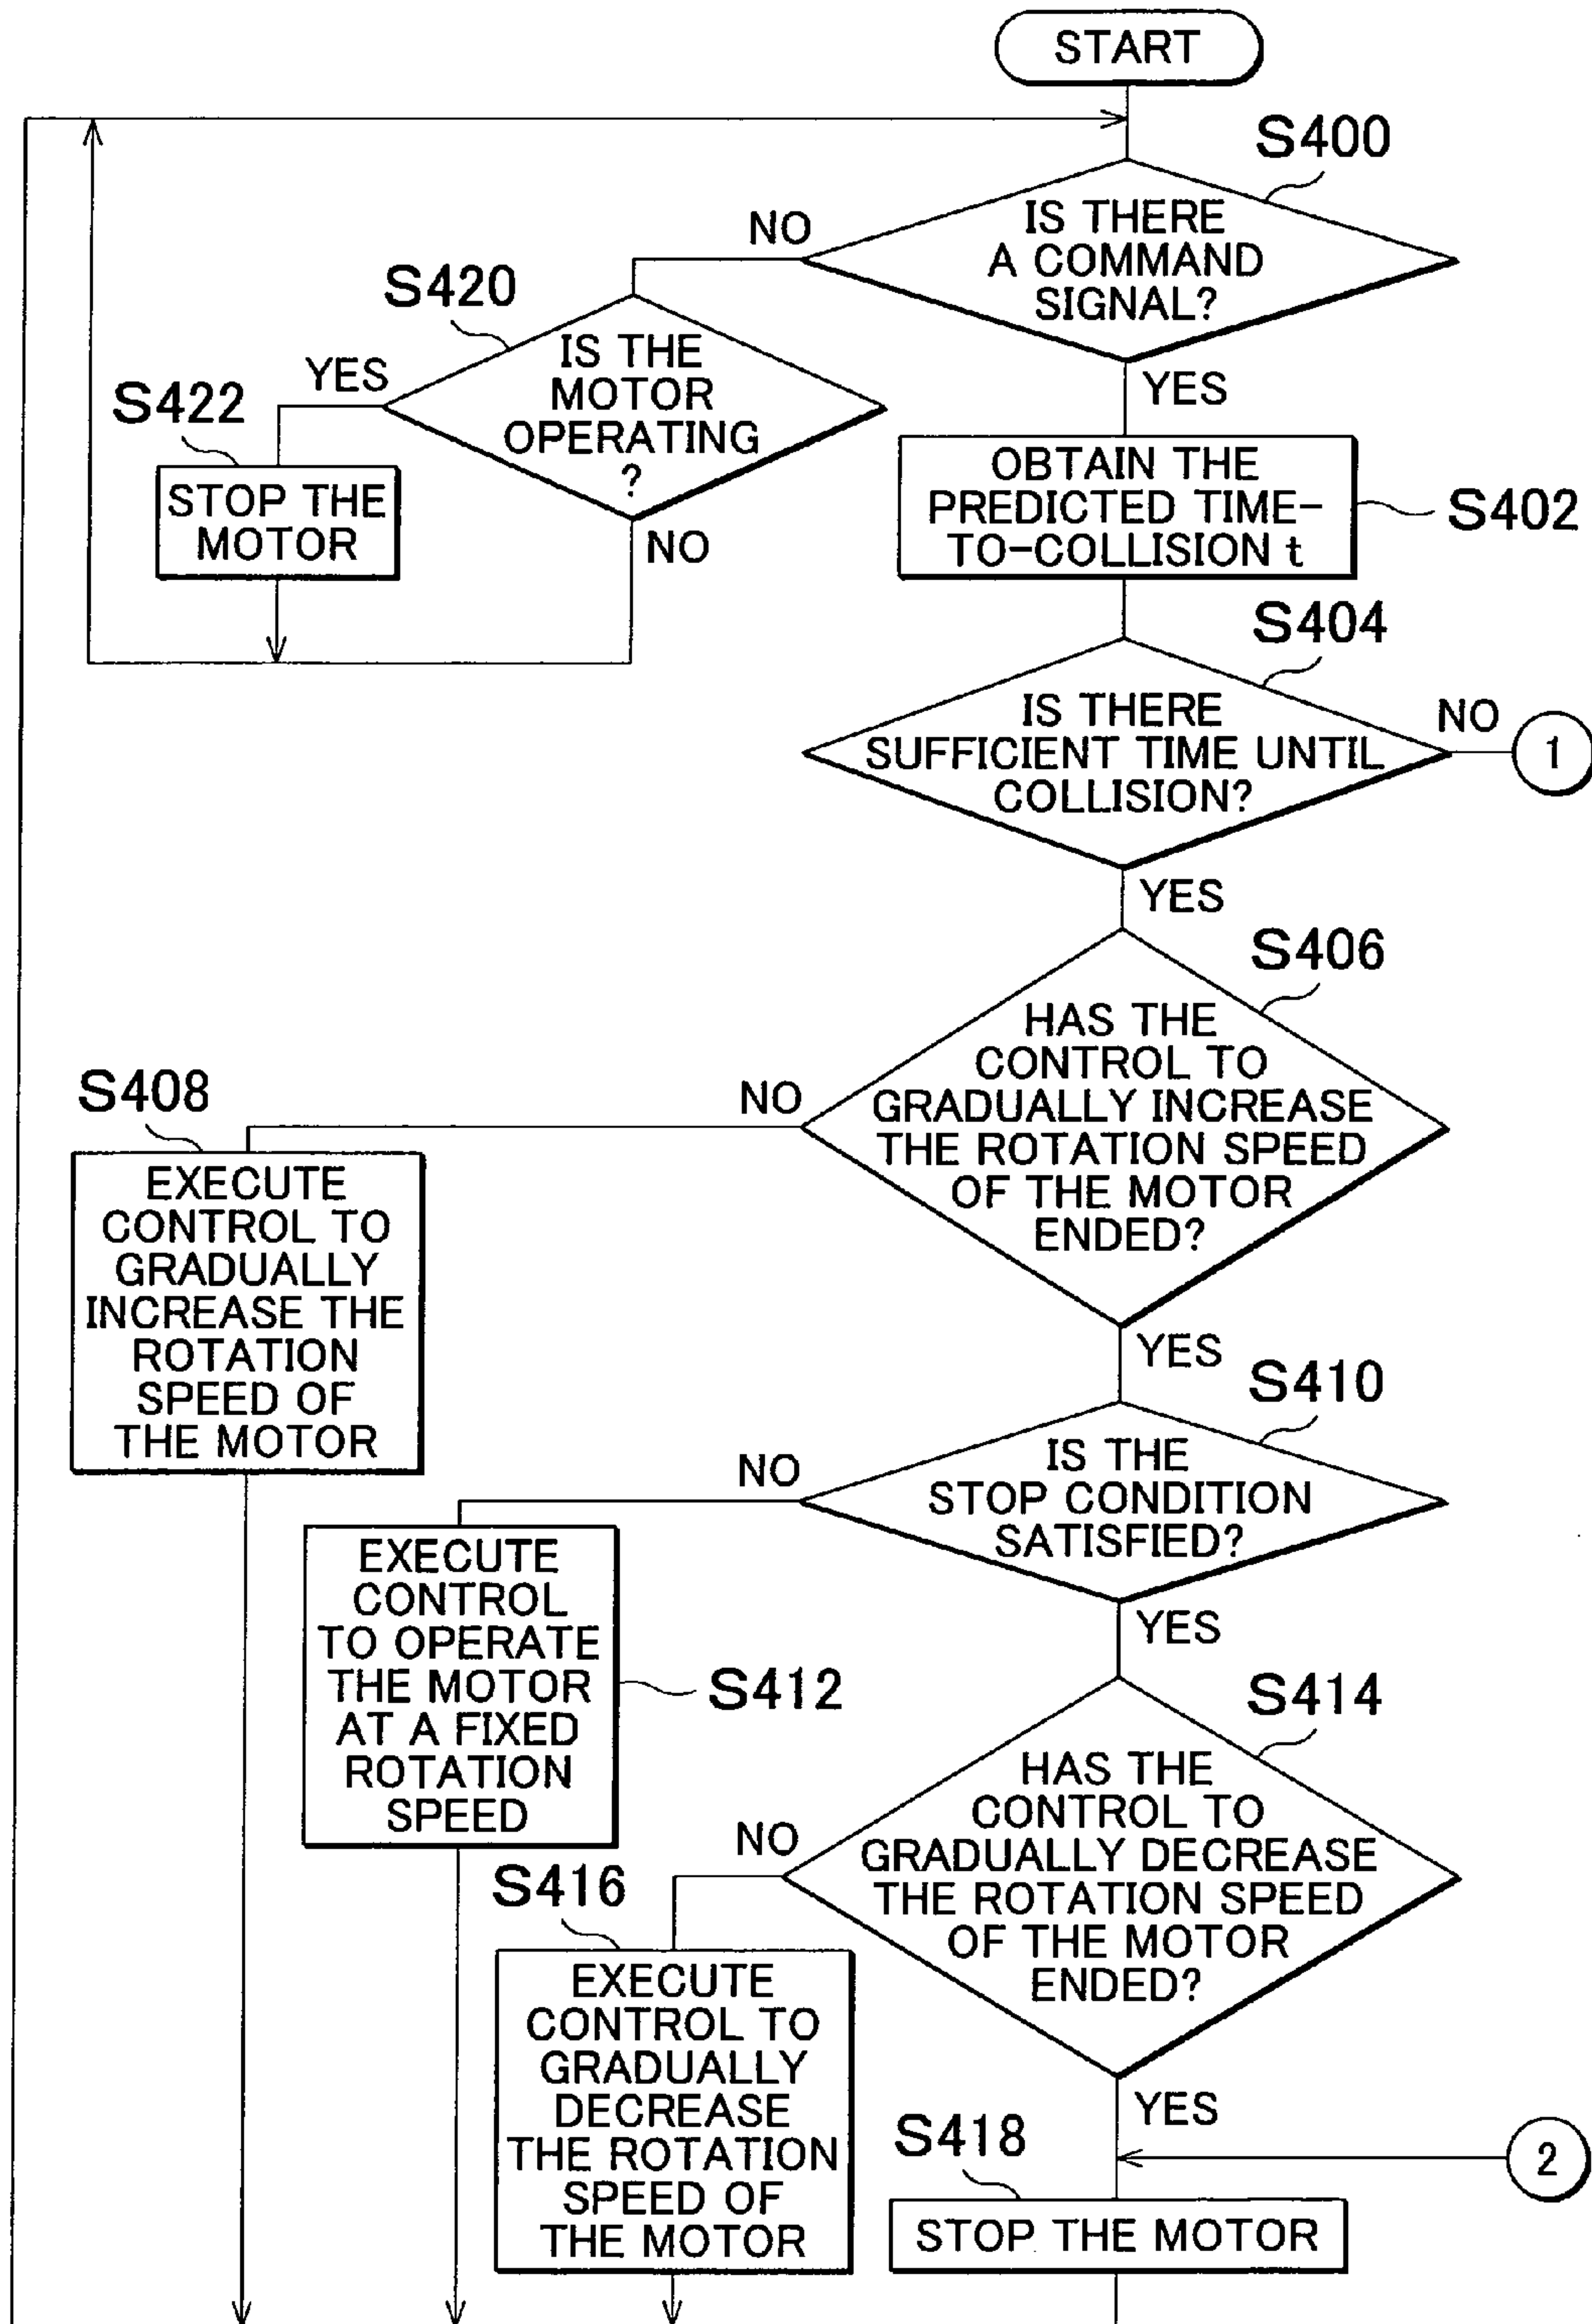 START
S400
IS THERE
A COMMAND
SIGNAL?
NO
YES
S420
IS THE
MOTOR
OPERATING
?
YES
NO
S422
STOP THE
MOTOR
OBTAIN THE
PREDICTED TIME-
TO-COLLISION t
S402
S404
IS THERE
SUFFICIENT TIME UNTIL
COLLISION?
NO
1
YES
S406
HAS THE
CONTROL TO
GRADUALLY INCREASE
THE ROTATION SPEED
OF THE MOTOR
ENDED?
NO
YES
S408
EXECUTE
CONTROL TO
GRADUALLY
INCREASE THE
ROTATION
SPEED OF
THE MOTOR
S410
IS THE
STOP CONDITION
SATISFIED?
NO
YES
EXECUTE
CONTROL
TO OPERATE
THE MOTOR
AT A FIXED
ROTATION
SPEED
S412
S414
HAS THE
CONTROL TO
GRADUALLY DECREASE
THE ROTATION SPEED
OF THE MOTOR
ENDED?
NO
YES
S416
EXECUTE
CONTROL TO
GRADUALLY
DECREASE
THE ROTATION
SPEED OF
THE MOTOR
S418
2
STOP THE MOTOR